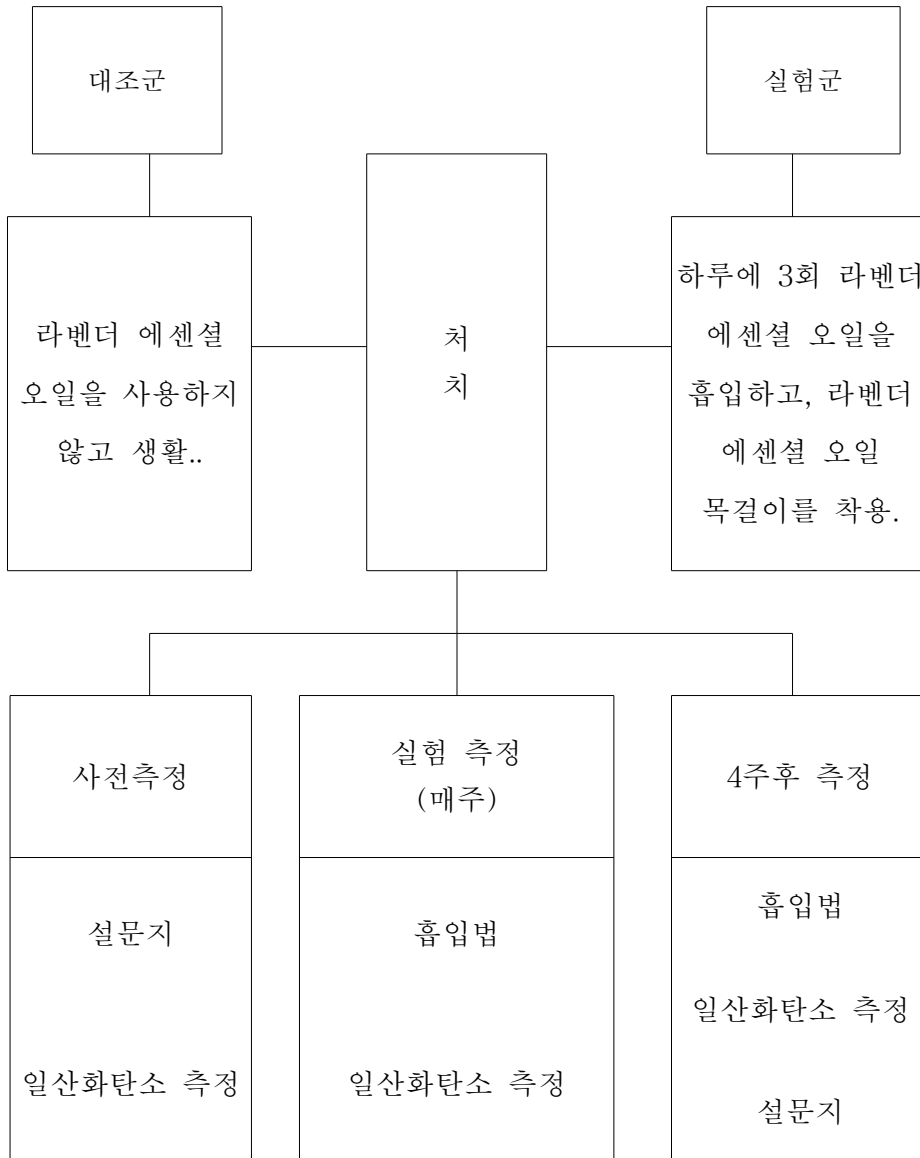 대조군
실험군
라벤더 에센셜
오일을 사용하지
않고 생활..
처
치
하루에 3회 라벤더
에센셜 오일을
흡입하고, 라벤더
에센셜 오일
목걸이를 착용.
사전측정
실험 측정
(매주)
4주후 측정
설문지
일산화탄소 측정
흡입법
일산화탄소 측정
흡입법
일산화탄소 측정
설문지